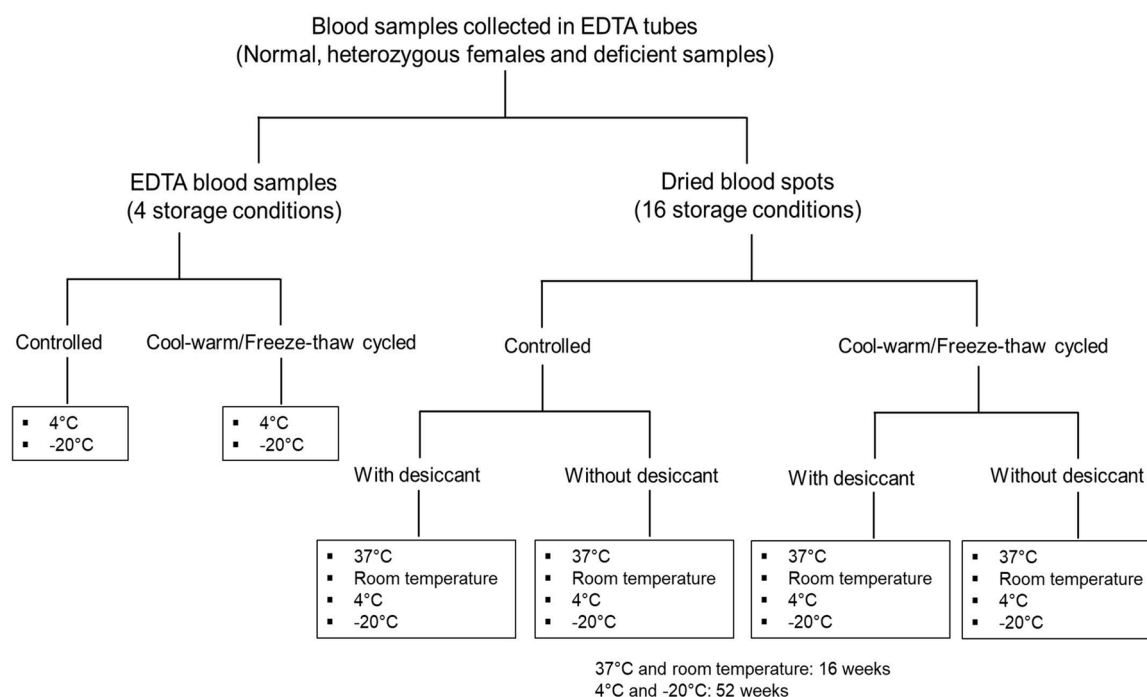 Blood samples collected in EDTA tubes
(Normal, heterozygous females and deficient samples)
EDTA blood samples
(4 storage conditions)
Dried blood spots
(16 storage conditions)
Controlled
Cool-warm/Freeze-thaw cycled
Controlled
Cool-warm/Freeze-thaw cycled
▪ 4°C
▪ -20°C
▪ 4°C
▪ -20°C
With desiccant
Without desiccant
With desiccant
Without desiccant
▪ 37°C
▪ Room temperature
▪ 4°C
▪ -20°C
▪ 37°C
▪ Room temperature
▪ 4°C
▪ -20°C
▪ 37°C
▪ Room temperature
▪ 4°C
▪ -20°C
▪ 37°C
▪ Room temperature
▪ 4°C
▪ -20°C
37°C and room temperature: 16 weeks
4°C and -20°C: 52 weeks